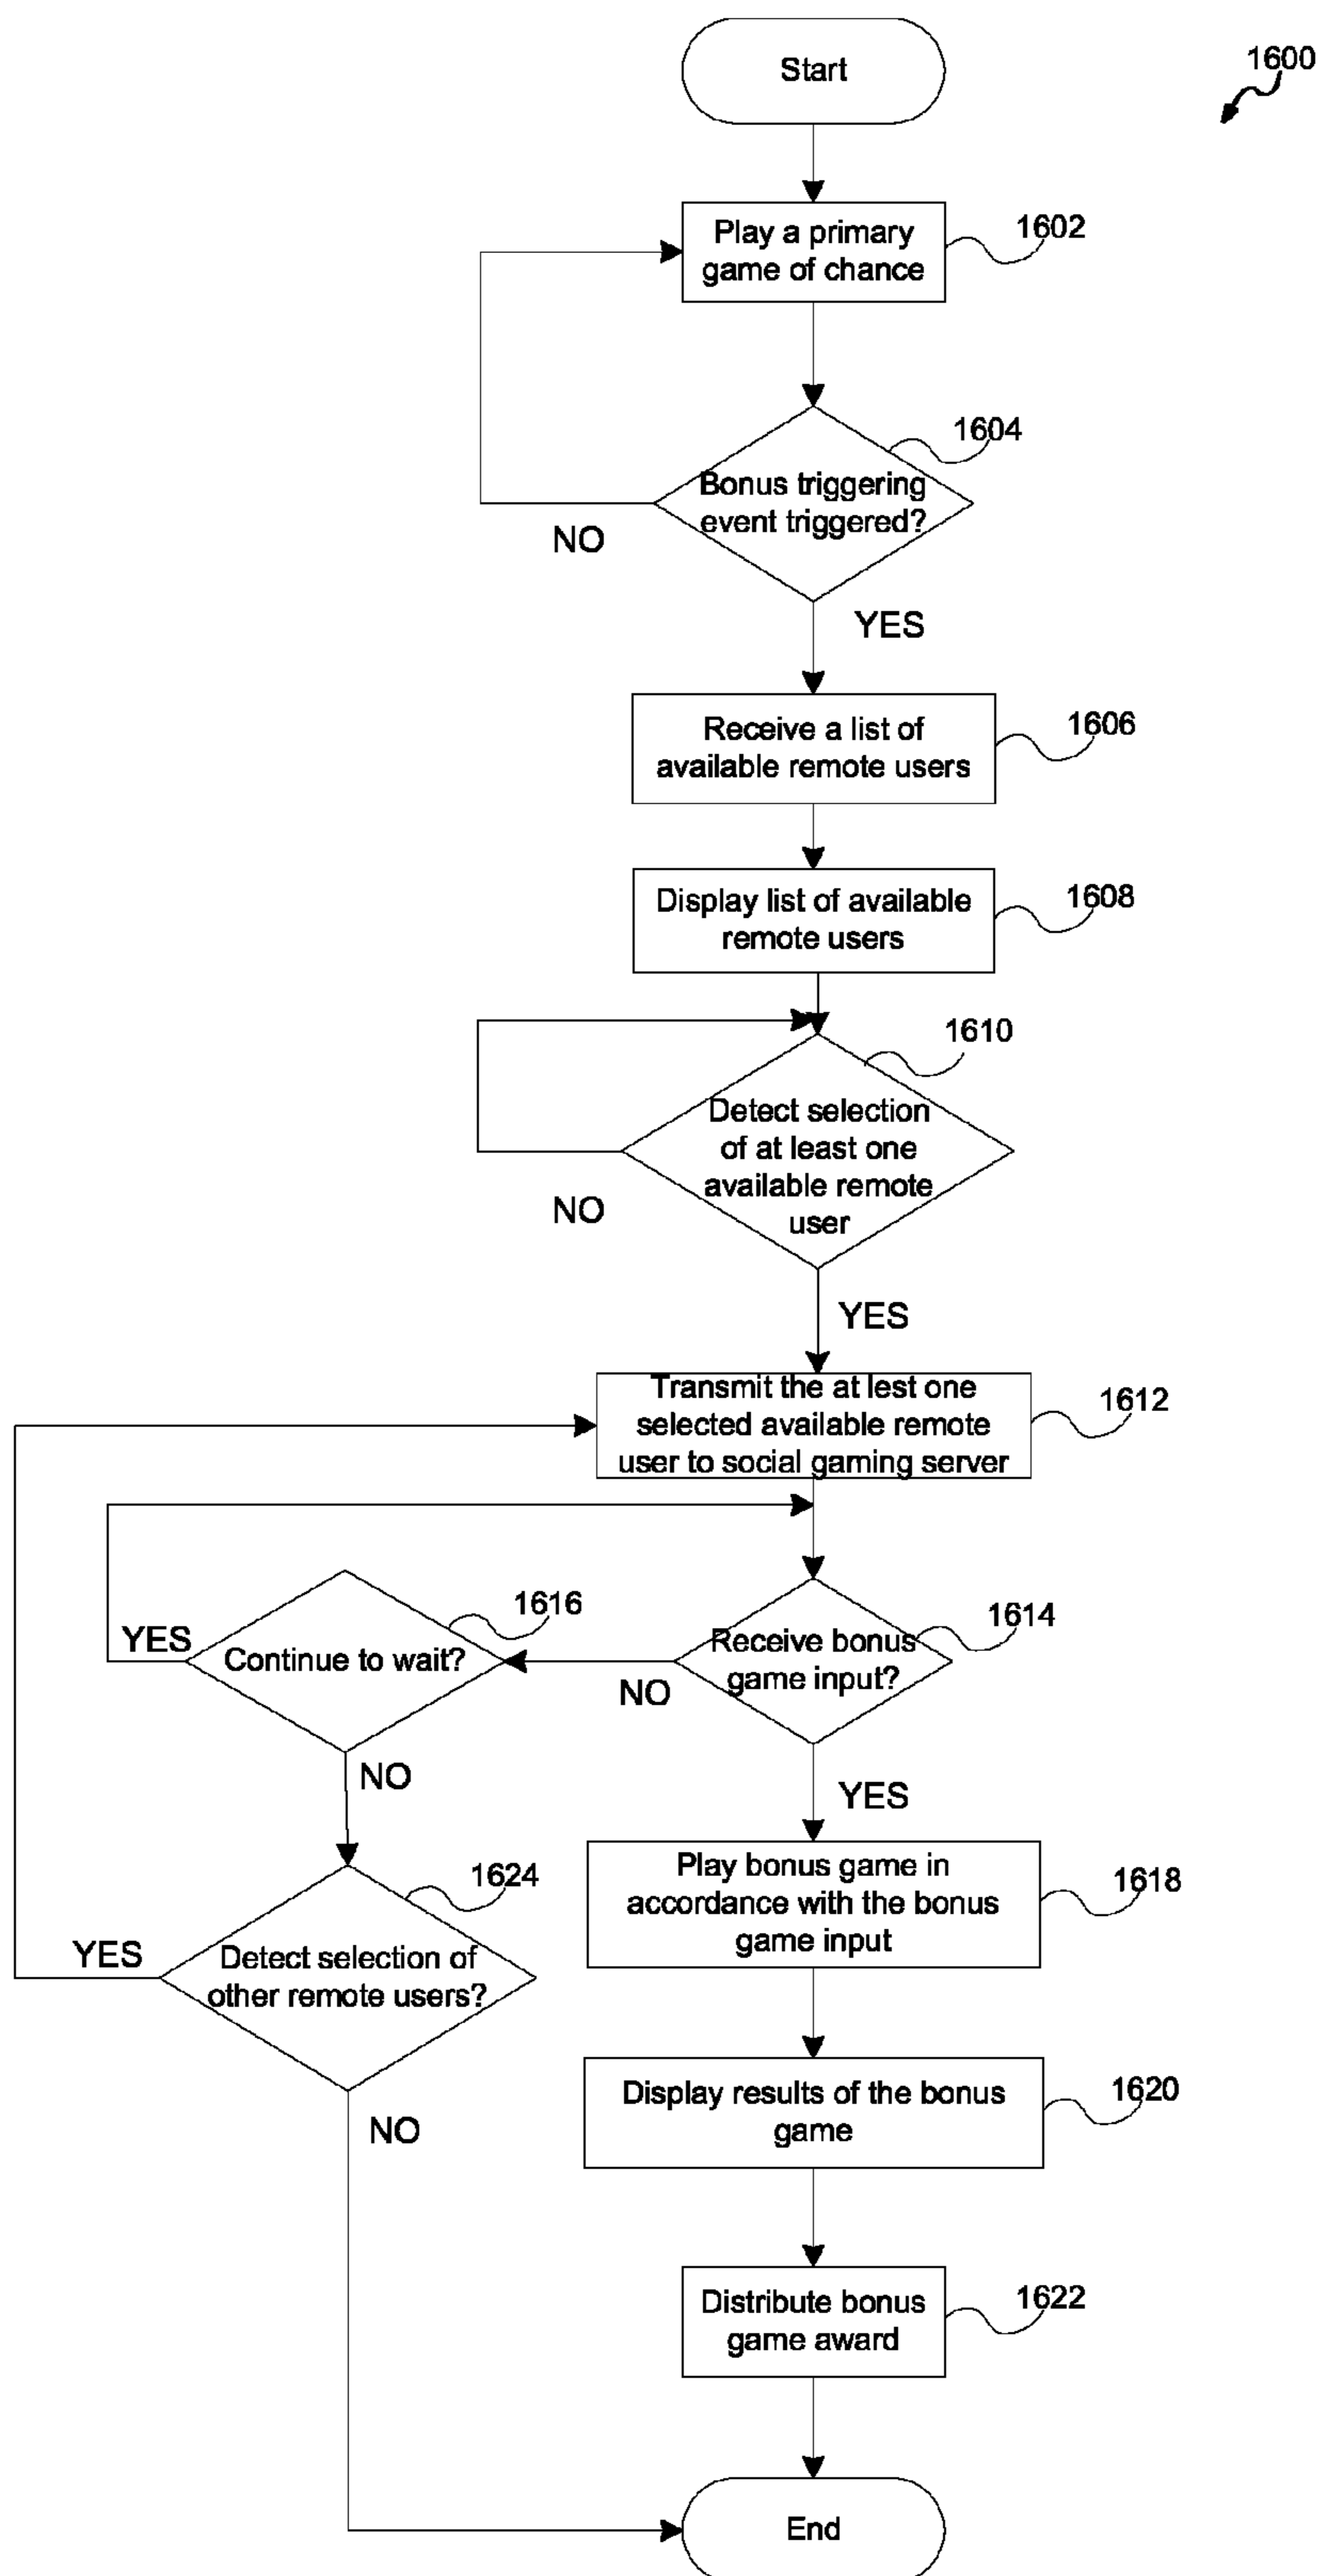 Start
1600
Play a primary
game of chance
1602
1604
Bonus triggering
event triggered?
NO
YES
Receive a list of
available remote users
1606
Display list of available
remote users
1608
1610
Detect selection
of at least one
available remote
user
NO
YES
Transmit the at lest one
selected available remote
user to social gaming server
1612
1616
Continue to wait?
YES
NO
1614
Receive bonus
game input?
NO
YES
1624
Detect selection of
other remote users?
YES
NO
Play bonus game in
accordance with the bonus
game input
1618
Display results of the bonus
game
1620
Distribute bonus
game award
1622
End